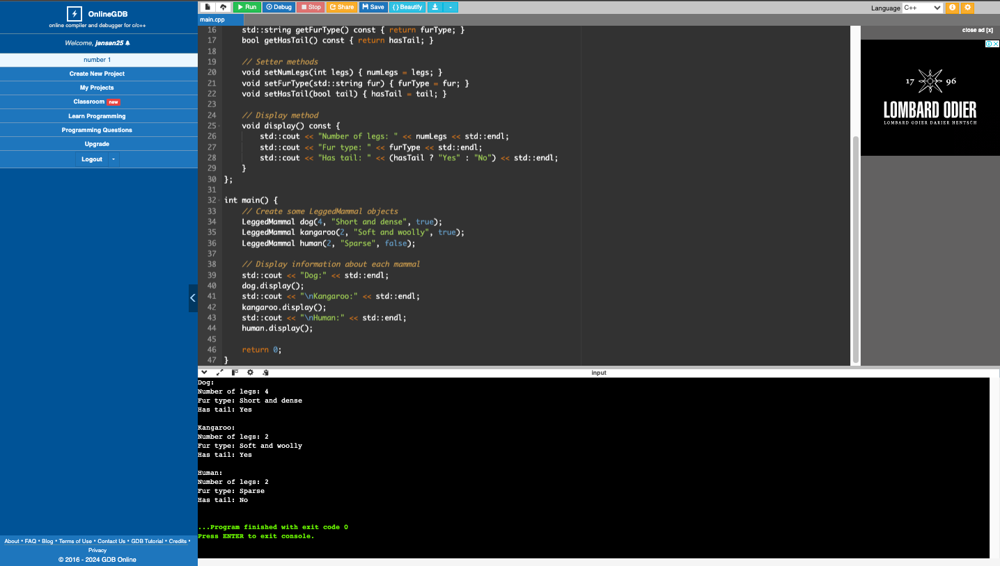 OnlineGDB
online compiler and debugger for c/c++
Welcome, jansan25
number 1
Create New Project
My Projects
Classroom new
Learn Programming
Programming Questions
Upgrade
Logout
About • FAQ • Blog • Terms of Use • Contact Us • GDB Tutorial • Credits •
Privacy
© 2016 - 2024 GDB Online
Run Debug Stop Share Save {} Beautify
Language C++
main.cpp
16     std::string getFurType() const { return furType; }
17     bool getHasTail() const { return hasTail; }
18
19     // Setter methods
20     void setNumLegs(int legs) { numLegs = legs; }
21     void setFurType(std::string fur) { furType = fur; }
22     void setHasTail(bool tail) { hasTail = tail; }
23
24     // Display method
25     void display() const {
26         std::cout << "Number of legs: " << numLegs << std::endl;
27         std::cout << "Fur type: " << furType << std::endl;
28         std::cout << "Has tail: " << (hasTail ? "Yes" : "No") << std::endl;
29     }
30 };
31
32 int main() {
33     // Create some LeggedMammal objects
34     LeggedMammal dog(4, "Short and dense", true);
35     LeggedMammal kangaroo(2, "Soft and woolly", true);
36     LeggedMammal human(2, "Sparse", false);
37
38     // Display information about each mammal
39     std::cout << "Dog:" << std::endl;
40     dog.display();
41     std::cout << "\nKangaroo:" << std::endl;
42     kangaroo.display();
43     std::cout << "\nHuman:" << std::endl;
44     human.display();
45
46     return 0;
47 }
close ad [x]
17 96
LOMBARD ODIER
LOMBARD ODIER DARIER HENTSCH
input
Dog:
Number of legs: 4
Fur type: Short and dense
Has tail: Yes
Kangaroo:
Number of legs: 2
Fur type: Soft and woolly
Has tail: Yes
Human:
Number of legs: 2
Fur type: Sparse
Has tail: No
...Program finished with exit code 0
Press ENTER to exit console.